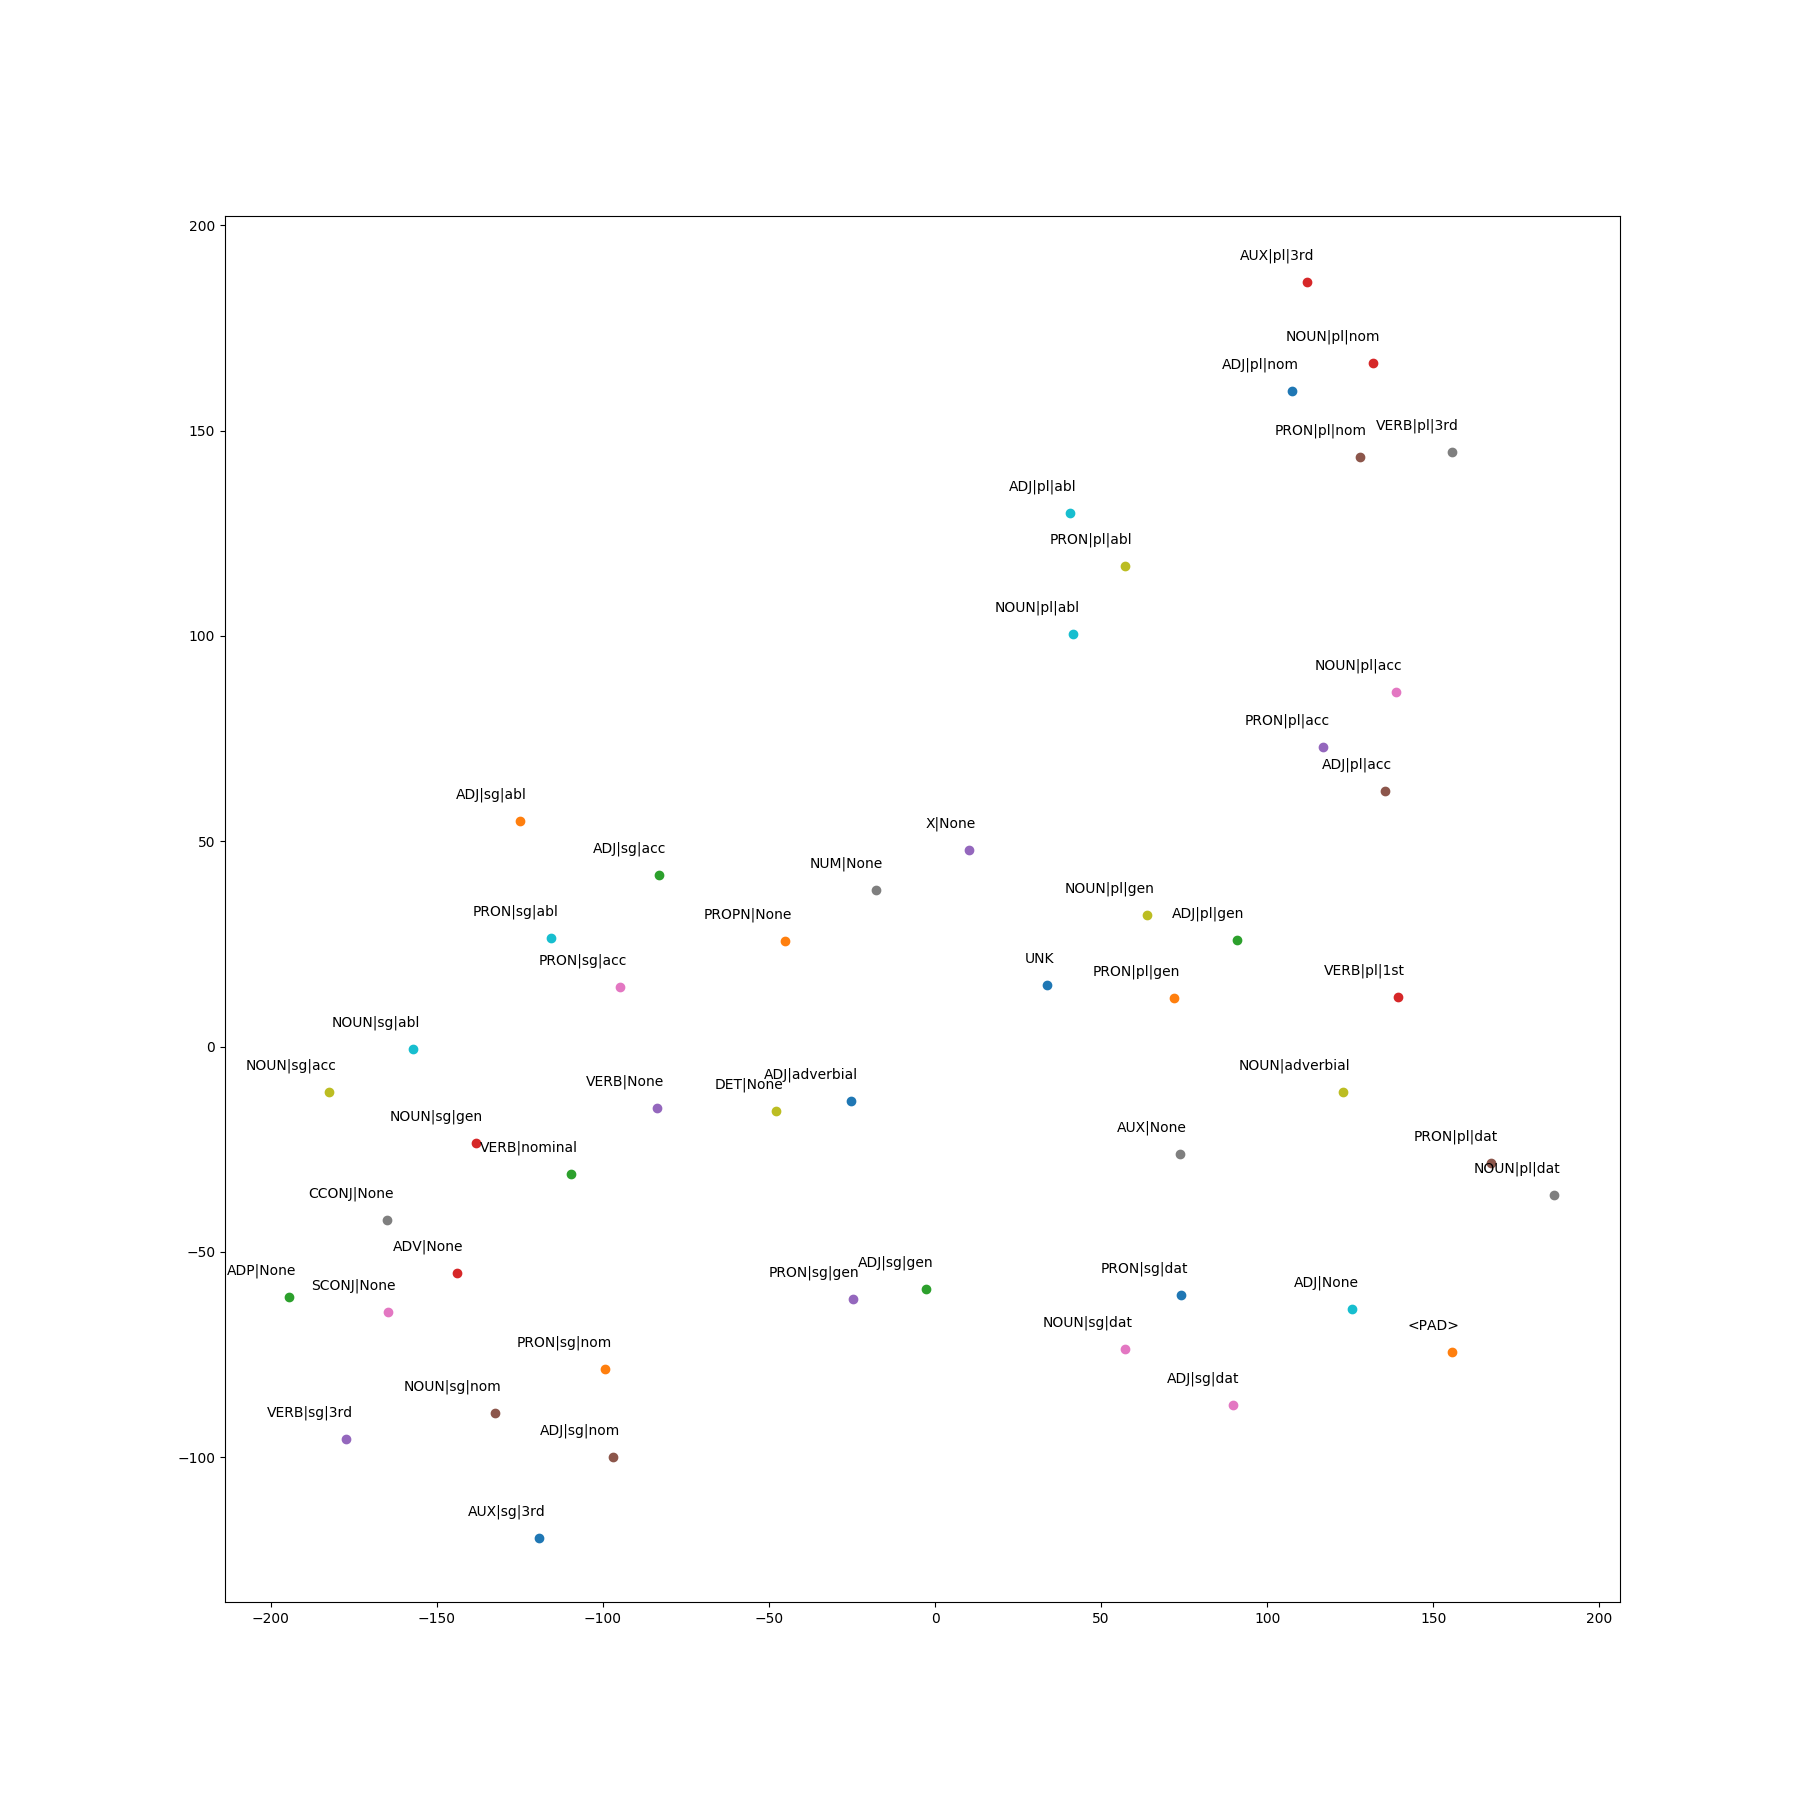 200
AUX|pl|3rd
NOUN|pl|nom
ADJ|pl|nom
150
PRON|pl|nom
VERB|pl|3rd
ADJ|pl|abl
PRON|pl|abl
NOUN|pl|abl
100
NOUN|pl|acc
PRON|pl|acc
ADJ|pl|acc
ADJ|sg|abl
ADJ|sg|acc
X|None
50
NUM|None
NOUN|pl|gen
PRON|sg|abl
PROPN|None
ADJ|pl|gen
PRON|sg|acc
UNK
PRON|pl|gen
VERB|pl|1st
NOUN|sg|abl
0
NOUN|sg|acc
NOUN|adverbial
VERB|None
DET|None
ADJ|adverbial
NOUN|sg|gen
AUX|None
VERB|nominal
PRON|pl|dat
NOUN|pl|dat
CCONJ|None
ADV|None
−50
ADP|None
SCONJ|None
PRON|sg|gen
ADJ|sg|gen
PRON|sg|dat
ADJ|None
NOUN|sg|dat
<PAD>
PRON|sg|nom
NOUN|sg|nom
ADJ|sg|dat
VERB|sg|3rd
ADJ|sg|nom
−100
AUX|sg|3rd
−200 −150 −100 −50 0 50 100 150 200